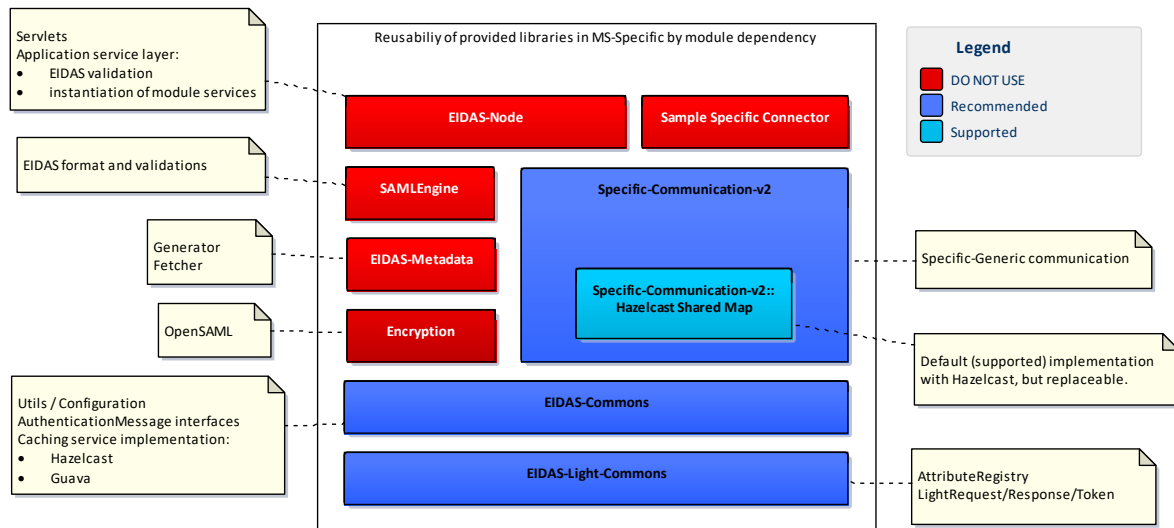 Servlets
Application service layer:
• EIDAS validation
• instantiation of module services
EIDAS format and validations
Generator
Fetcher
OpenSAML
Utils / Configuration
AuthenticationMessage interfaces
Caching service implementation:
• Hazelcast
• Guava
Reusabiliy of provided libraries in MS-Specific by module dependency
EIDAS-Node
Sample Specific Connector
SAMLEngine
Specific-Communication-v2
EIDAS-Metadata
Specific-Communication-v2::
Hazelcast Shared Map
Encryption
EIDAS-Commons
EIDAS-Light-Commons
Legend
DO NOT USE
Recommended
Supported
Specific-Generic communication
Default (supported) implementation
with Hazelcast, but replaceable.
AttributeRegistry
LightRequest/Response/Token